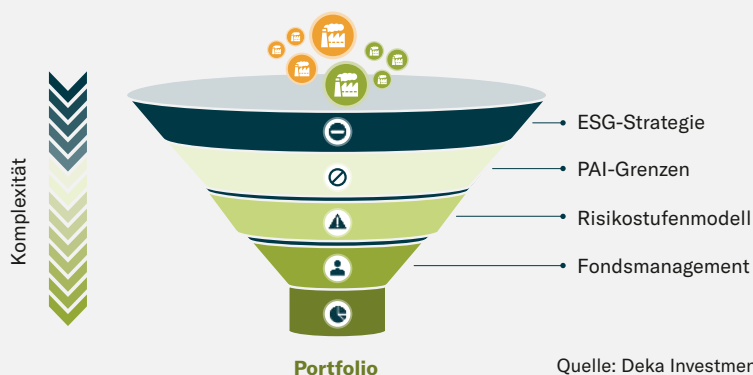 Komplexität
ESG-Strategie
PAI-Grenzen
Risikostufenmodell
Fondsmanagement
Portfolio
Quelle: Deka Investmen